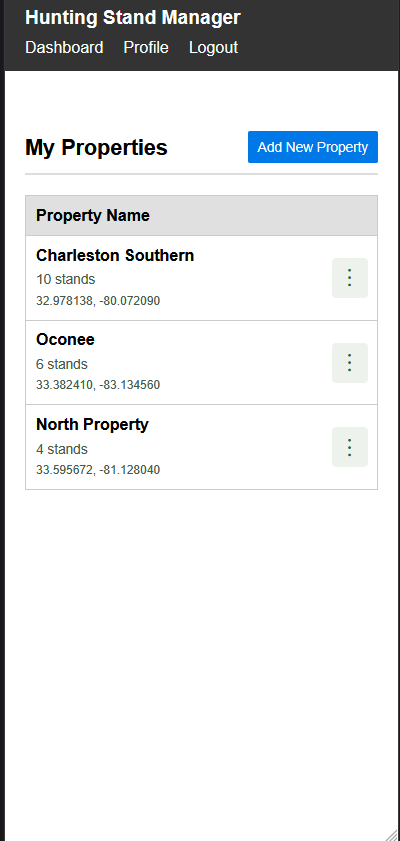 Hunting Stand Manager
Dashboard Profile Logout
My Properties
Add New Property
Property Name
Charleston Southern
10 stands
32.978138, -80.072090
Oconee
6 stands
33.382410, -83.134560
North Property
4 stands
33.595672, -81.128040